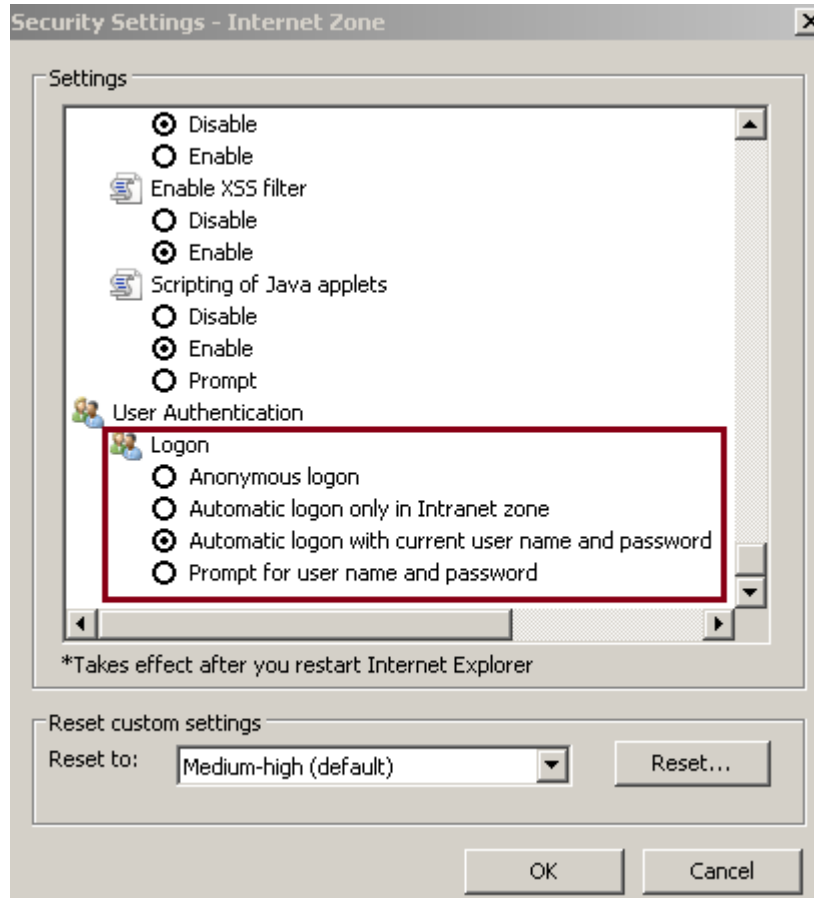 Security Settings - Internet Zone
Settings
Disable
Enable
Enable XSS filter
Disable
Enable
Scripting of Java applets
Disable
Enable
Prompt
User Authentication
Logon
Anonymous logon
Automatic logon only in Intranet zone
Automatic logon with current user name and password
Prompt for user name and password
*Takes effect after you restart Internet Explorer
Reset custom settings
Reset to: Medium-high (default) Reset...
OK Cancel